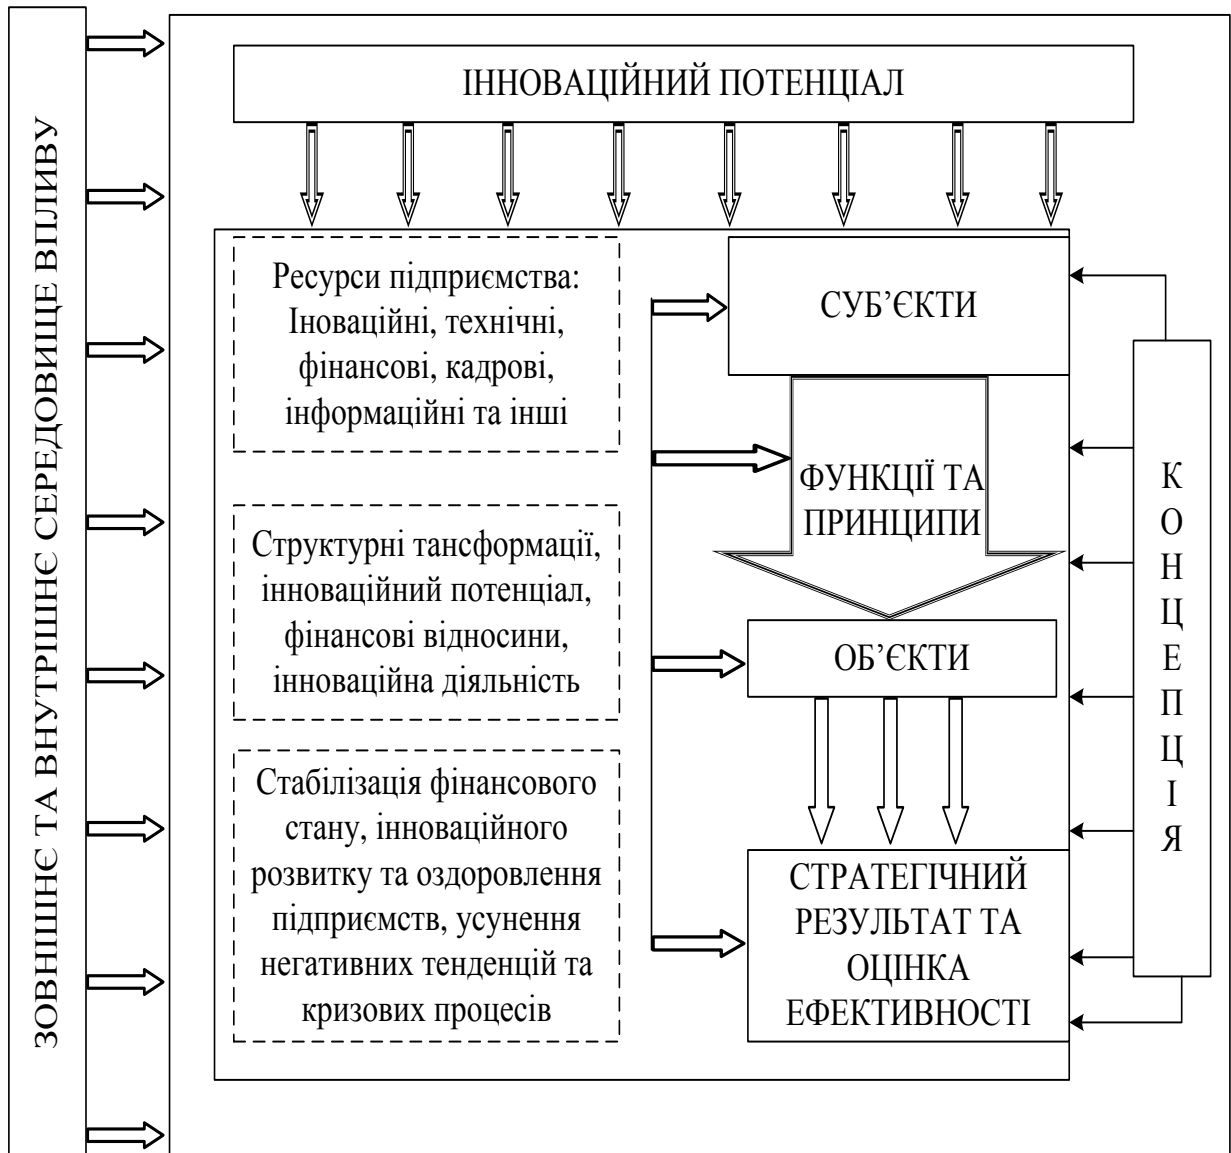 ЗОВНІШНЄ ТА ВНУТРІШНЄ СЕРЕДОВИЩЕ ВПЛИВУ
ІННОВАЦІЙНИЙ ПОТЕНЦІАЛ
Ресурси підприємства:
Іноваційні, технічні,
фінансові, кадрові,
інформаційні та інші
Структурні тансформації,
інноваційний потенціал,
фінансові відносини,
інноваційна діяльність
Стабілізація фінансового
стану, інноваційного
розвитку та оздоровлення
підприємств, усунення
негативних тенденцій та
кризових процесів
СУБ’ЄКТИ
ФУНКЦІЇ ТА
ПРИНЦИПИ
ОБ’ЄКТИ
СТРАТЕГІЧНИЙ
РЕЗУЛЬТАТ ТА
ОЦІНКА
ЕФЕКТИВНОСТІ
КОНЦЕПЦІЯ